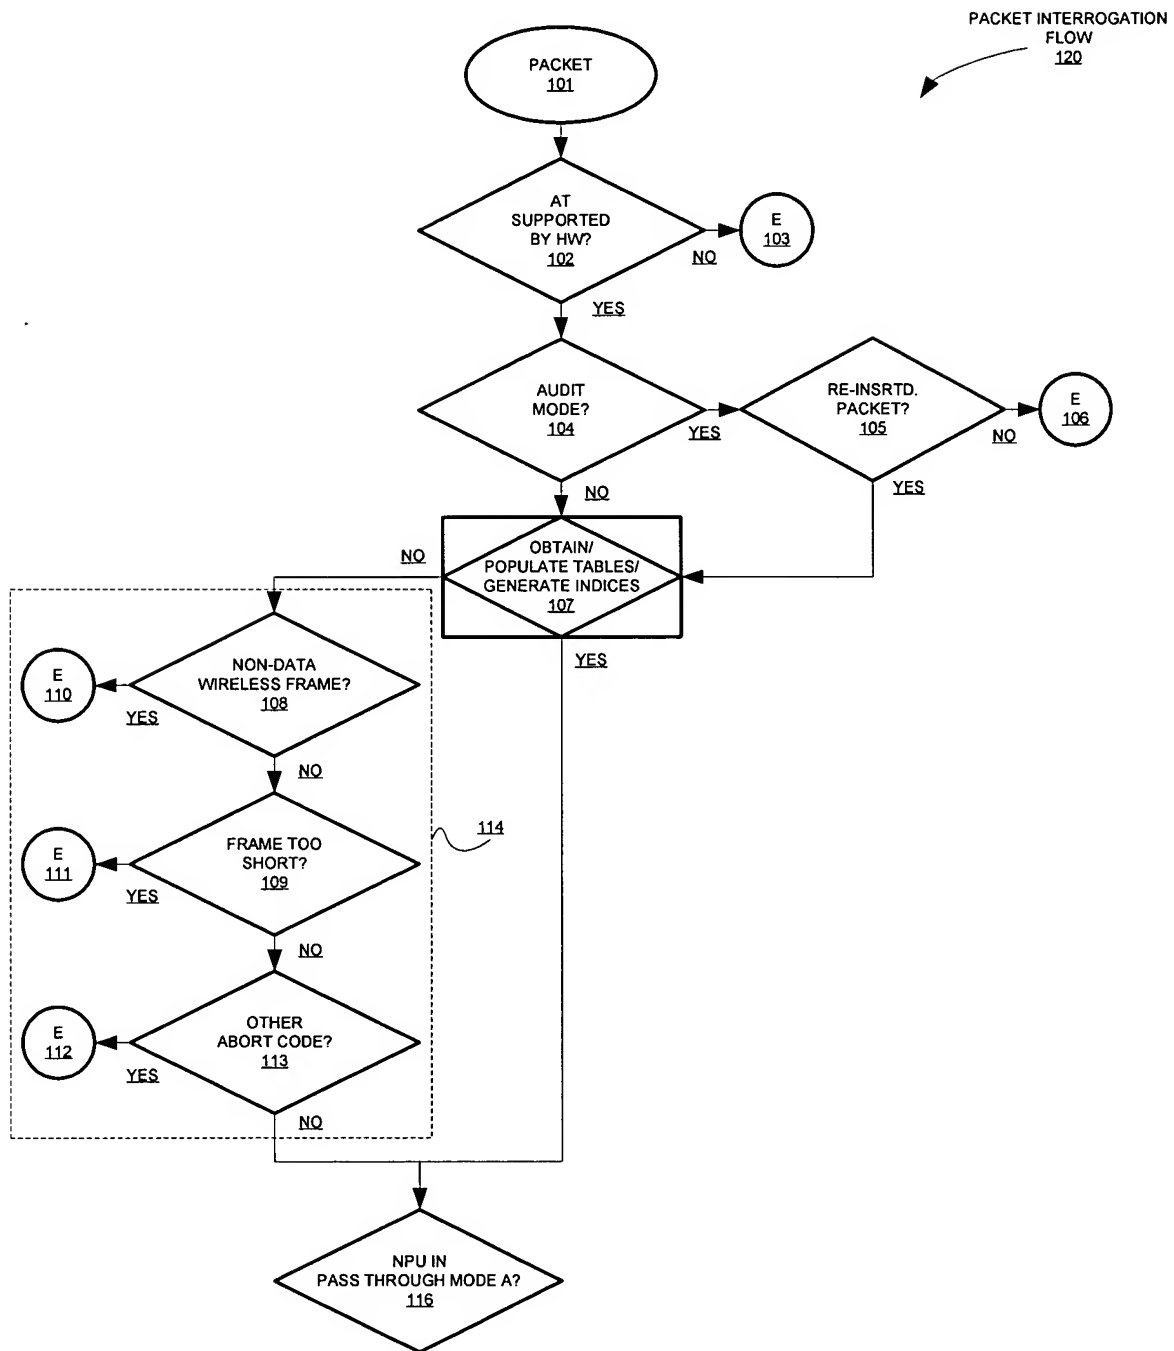 PACKET INTERROGATION
FLOW
120
PACKET
101
AT
SUPPORTED
BY HW?
102
E
103
NO
YES
AUDIT
MODE?
104
YES
RE-INSRTD.
PACKET?
105
E
106
NO
YES
NO
NO
OBTAIN/
POPULATE TABLES/
GENERATE INDICES
107
YES
NON-DATA
WIRELESS FRAME?
108
E
110
YES
NO
114
FRAME TOO
SHORT?
109
E
111
YES
NO
OTHER
ABORT CODE?
113
E
112
YES
NO
NPU IN
PASS THROUGH MODE A?
116